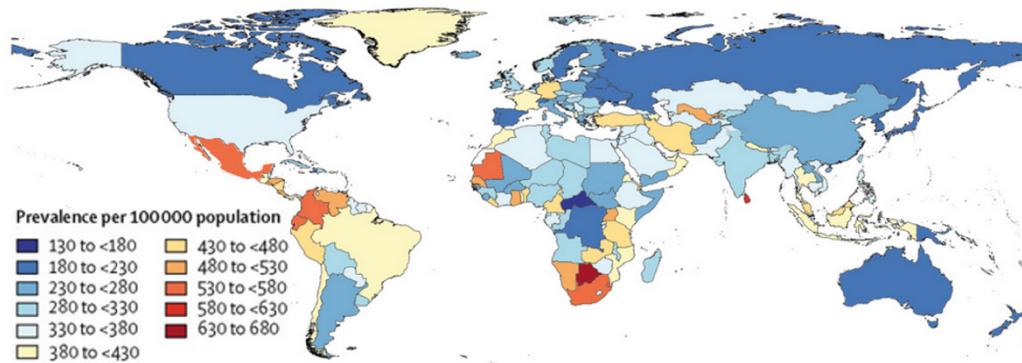 Prevalence per 100 000 population
130 to <180
180 to <230
230 to <280
280 to <330
330 to <380
380 to <430
430 to <480
480 to <530
530 to <580
580 to <630
630 to 680